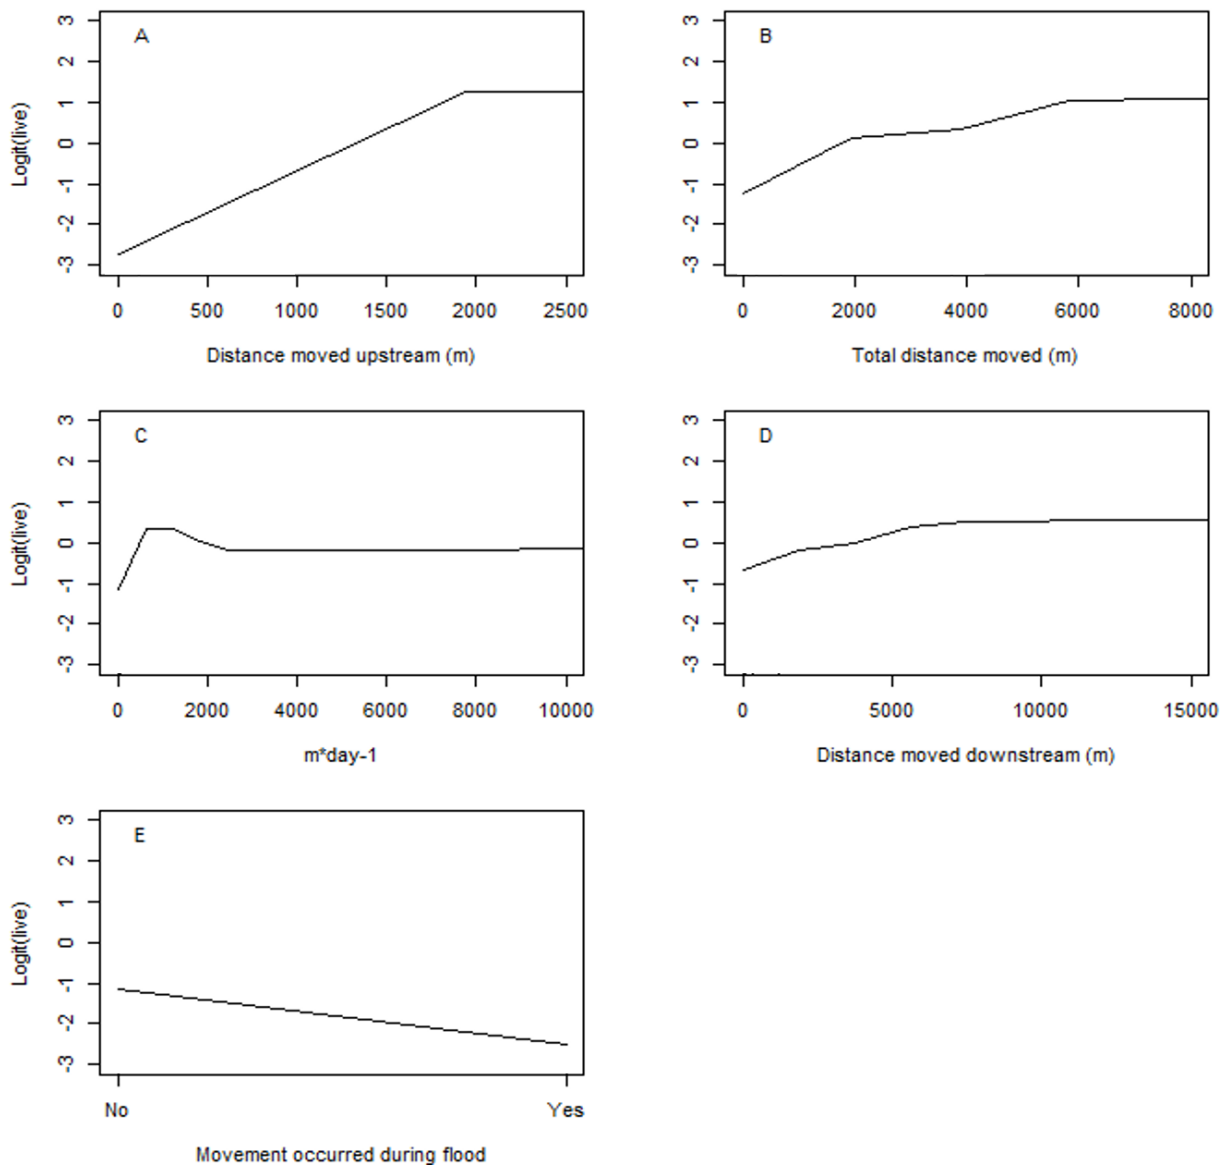 A
Logit(live)
3
2
1
0
-1
-2
-3
0 500 1000 1500 2000 2500
Distance moved upstream (m)
B
3
2
1
0
-1
-2
-3
0 2000 4000 6000 8000
Total distance moved (m)
C
Logit(live)
3
2
1
0
-1
-2
-3
0 2000 4000 6000 8000 10000
m*day-1
D
3
2
1
0
-1
-2
-3
0 5000 10000 15000
Distance moved downstream (m)
E
Logit(live)
3
2
1
0
-1
-2
-3
No Yes
Movement occurred during flood